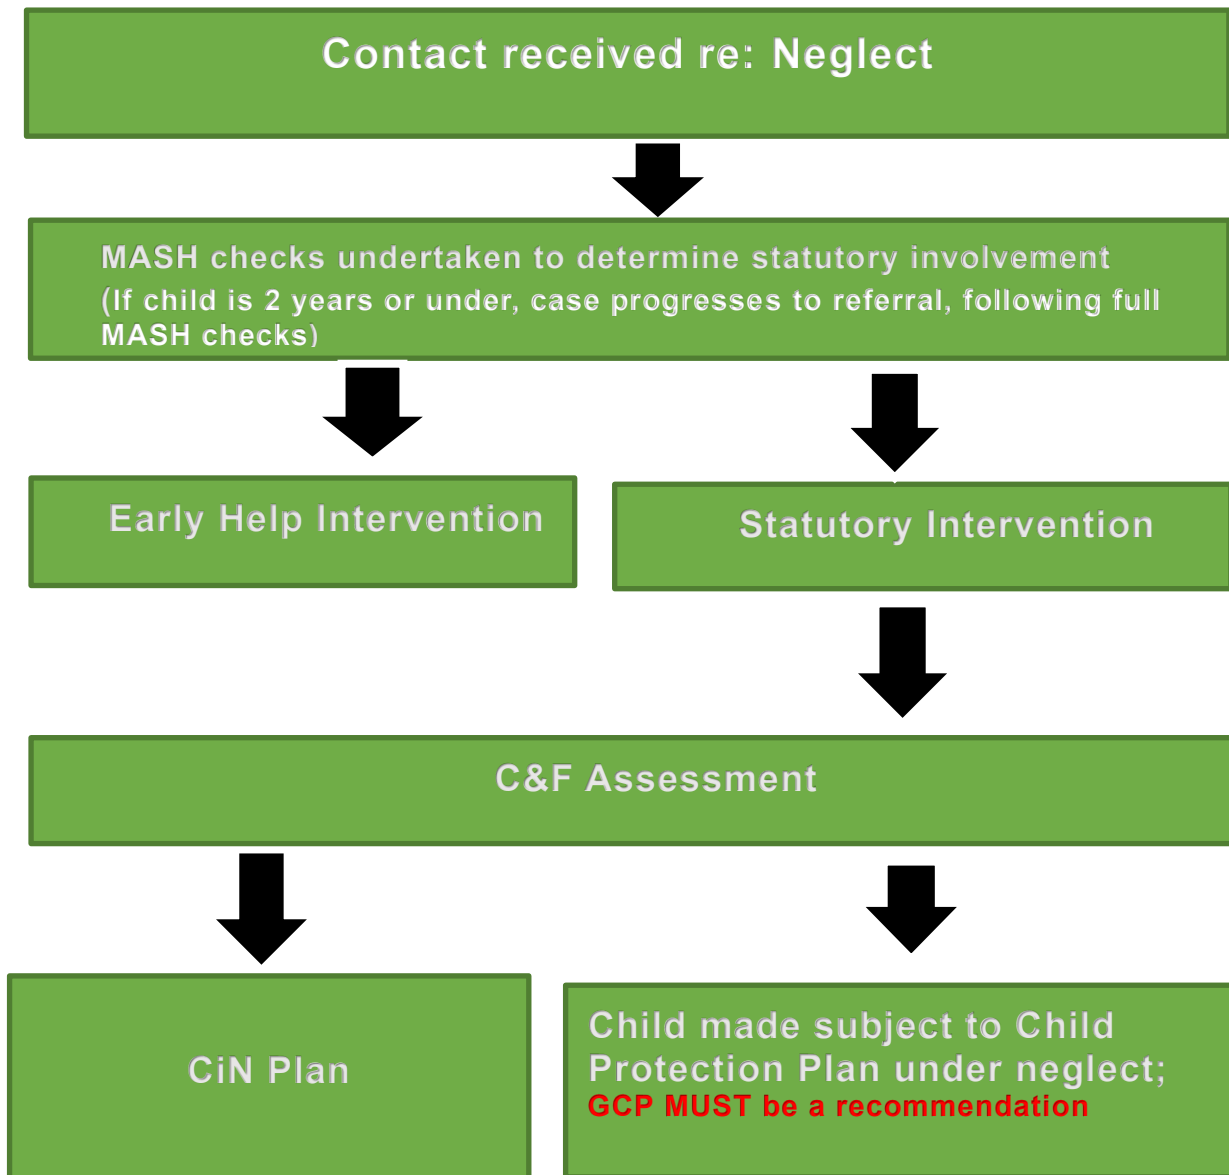 Contact received re: Neglect
MASH checks undertaken to determine statutory involvement
(If child is 2 years or under, case progresses to referral, following full
MASH checks)
Early Help Intervention
Statutory Intervention
C&F Assessment
CiN Plan
Child made subject to Child
Protection Plan under neglect;
GCP MUST be a recommendation